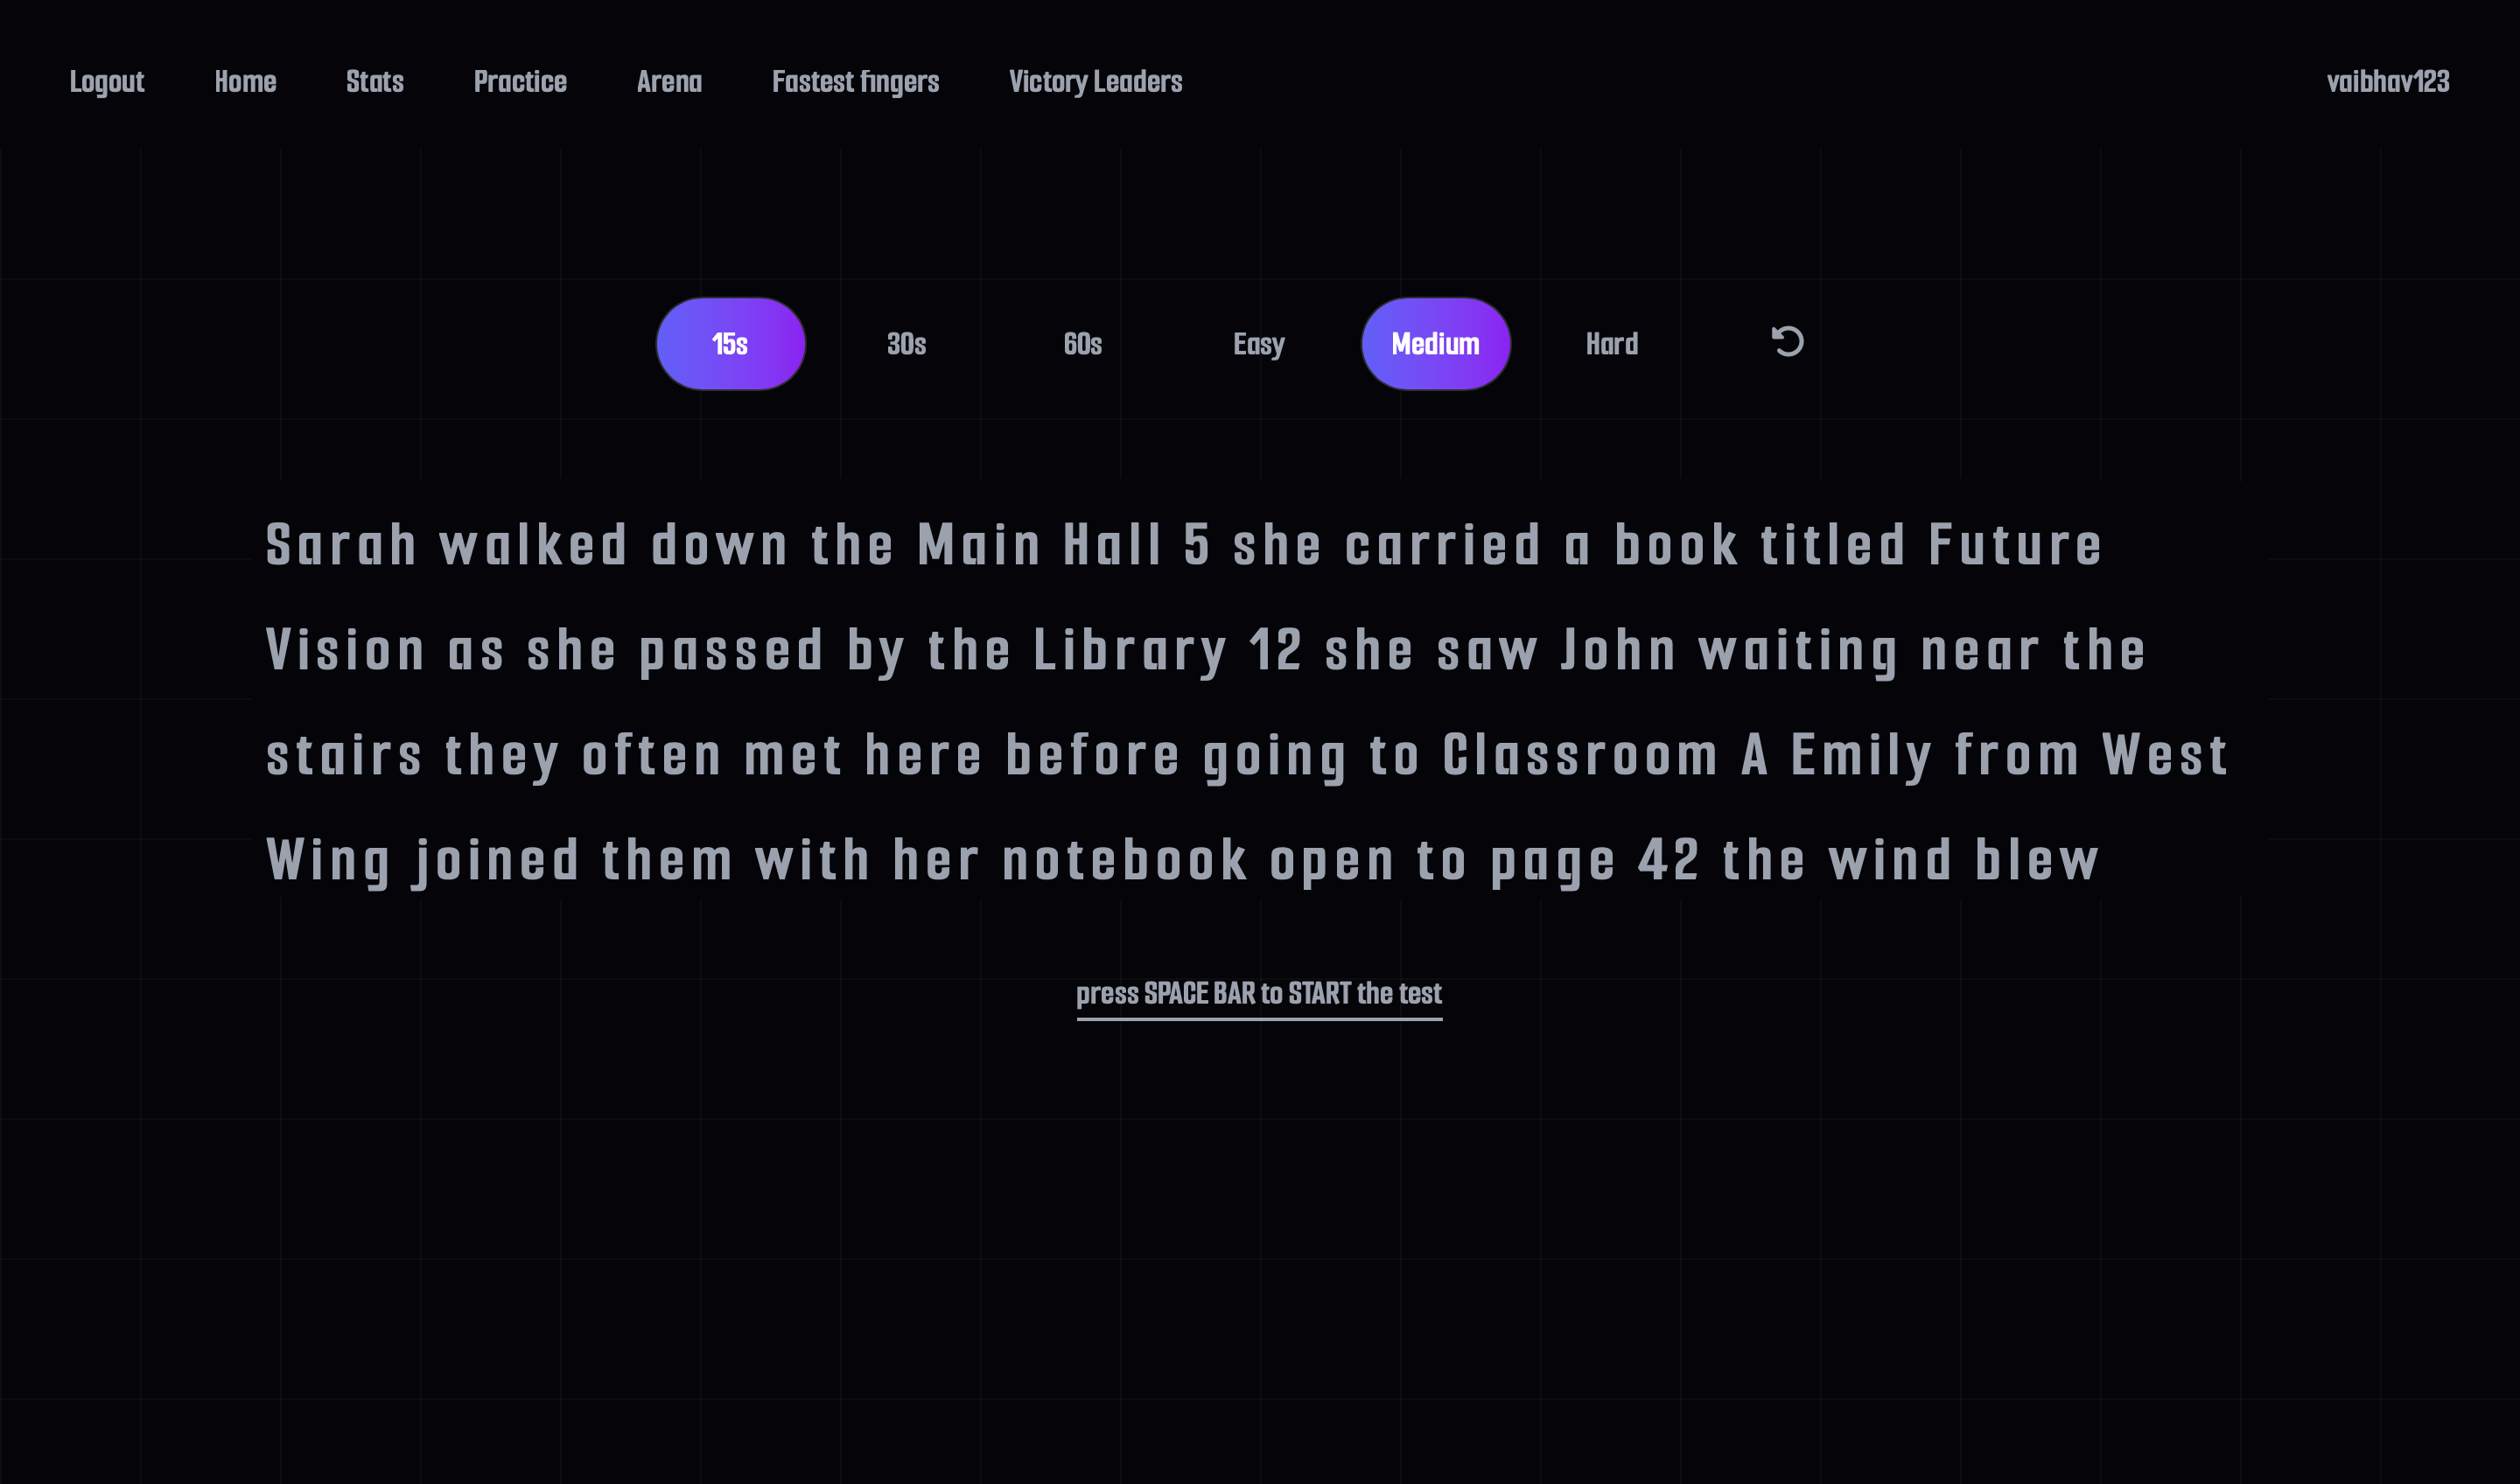 Logout Home Stats Practice Arena Fastest fingers Victory Leaders vaibhav123
15s 30s 60s Easy Medium Hard
Sarah walked down the Main Hall 5 she carried a book titled Future
Vision as she passed by the Library 12 she saw John waiting near the
stairs they often met here before going to Classroom A Emily from West
Wing joined them with her notebook open to page 42 the wind blew
press SPACE BAR to START the test